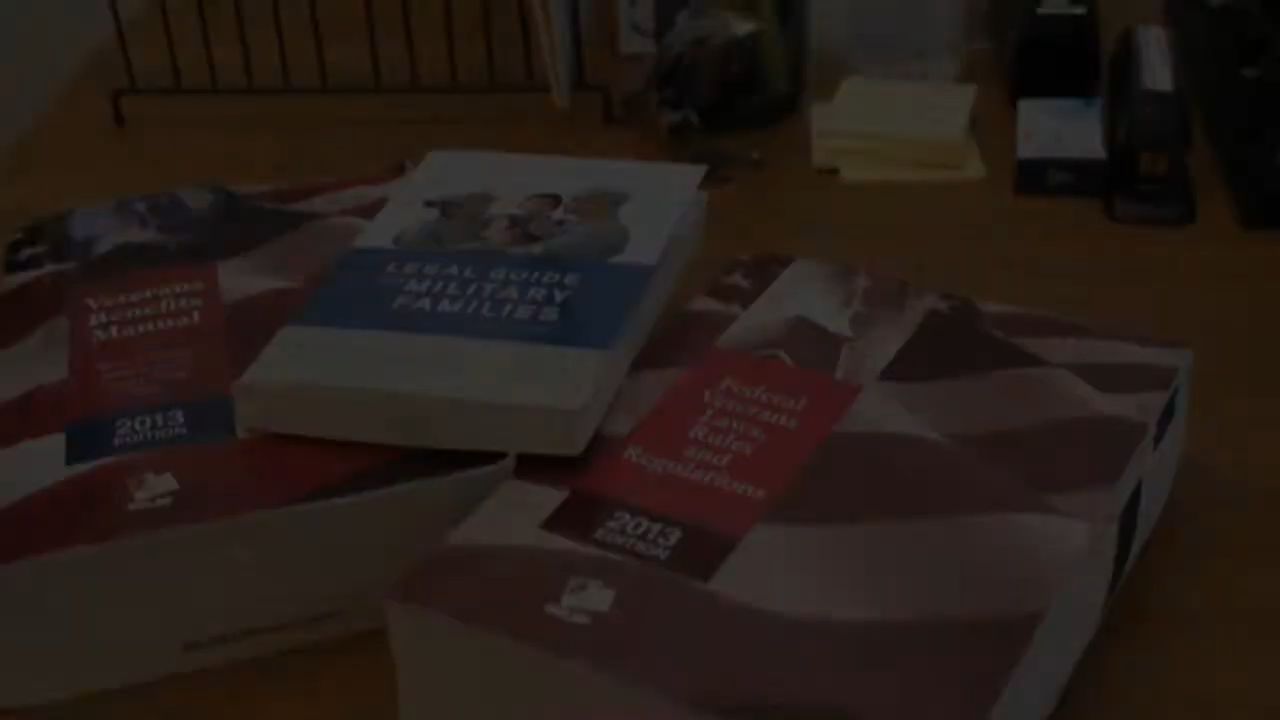 Veterans
Benefits
Manual
2013
EDITION
LEGAL GUIDE
MILITARY
FAMILIES
Federal
Veterans
Laws,
Rules
and
Regulations
2013
EDITION